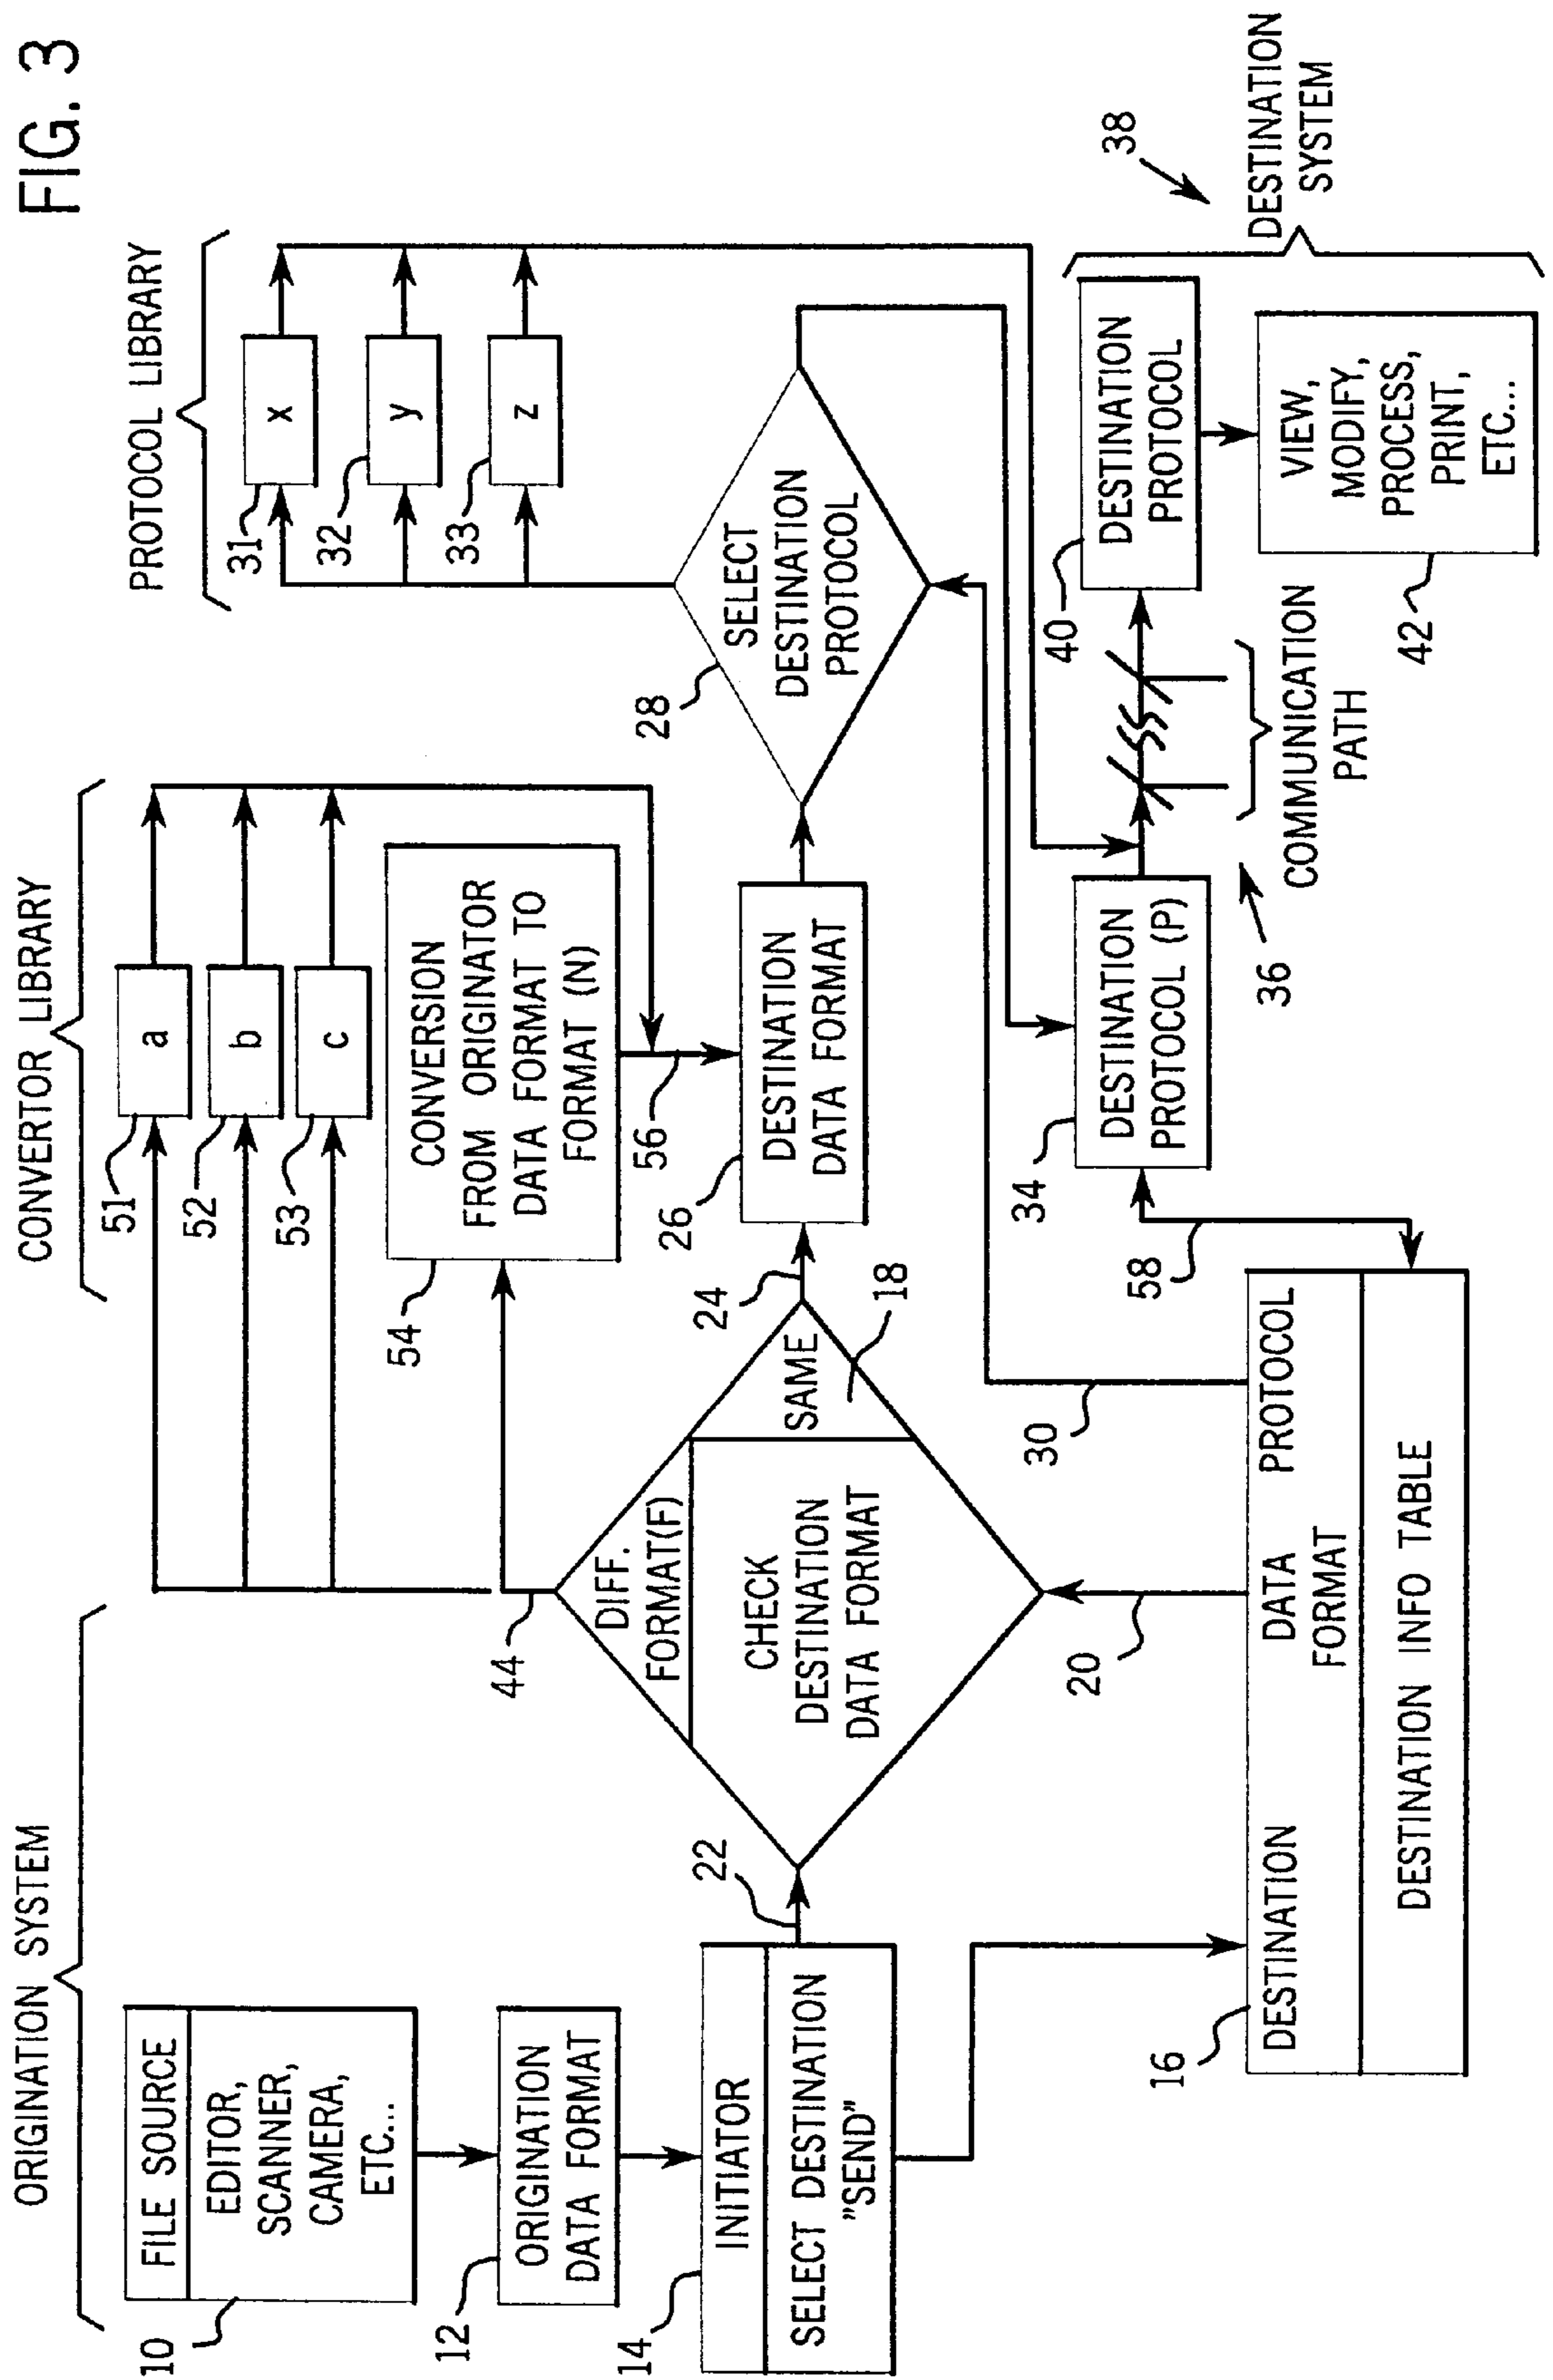 FIG. 3
ORIGINATION SYSTEM
CONVERTOR LIBRARY
PROTOCOL LIBRARY
10
FILE SOURCE
EDITOR,
SCANNER,
CAMERA,
ETC...
12
ORIGINATION
DATA FORMAT
14
INITIATOR
SELECT DESTINATION
"SEND"
22
44
DIFF.
FORMAT(F)
CHECK
DESTINATION
DATA FORMAT
SAME
18
24
51
a
52
b
53
c
54
CONVERSION
FROM ORIGINATOR
DATA FORMAT TO
FORMAT (N)
56
26
DESTINATION
DATA FORMAT
28
SELECT
DESTINATION
PROTOCOL
31
x
32
y
33
z
16
DESTINATION
DATA
FORMAT
PROTOCOL
DESTINATION INFO TABLE
20
30
58
34
DESTINATION
PROTOCOL (P)
36
COMMUNICATION
PATH
40
DESTINATION
PROTOCOL
42
VIEW,
MODIFY,
PROCESS,
PRINT,
ETC...
38
DESTINATION
SYSTEM